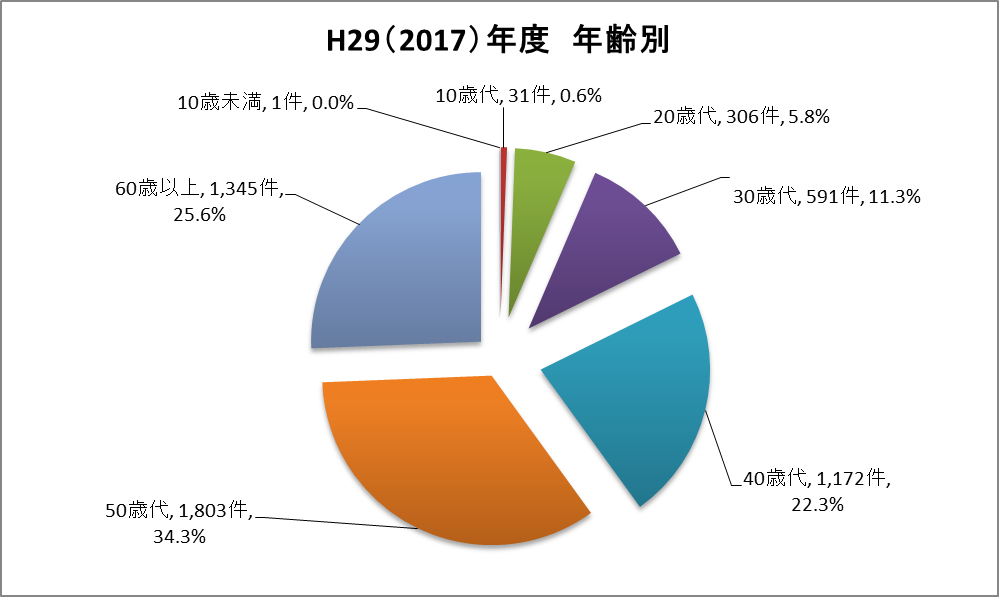 H29（2017）年度　年齢別
10歳未満, 1件, 0.0%
10歳代, 31件, 0.6%
20歳代, 306件, 5.8%
30歳代, 591件, 11.3%
40歳代, 1,172件,
22.3%
50歳代, 1,803件,
34.3%
60歳以上, 1,345件,
25.6%